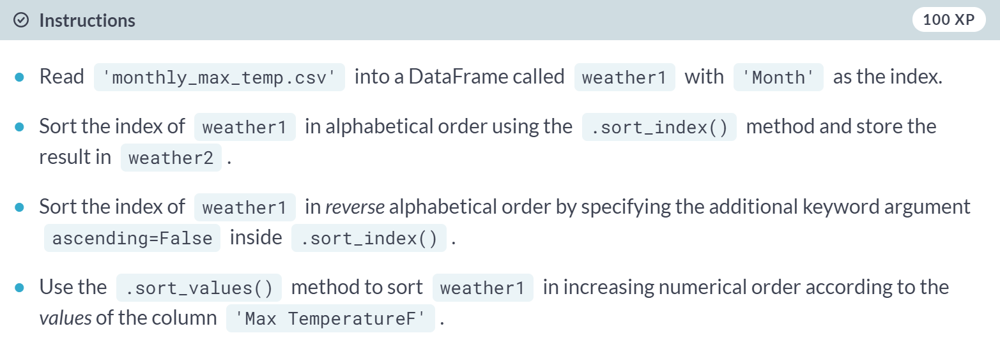 Instructions
100 XP
Read 'monthly_max_temp.csv' into a DataFrame called weather1 with 'Month' as the index.
Sort the index of weather1 in alphabetical order using the .sort_index() method and store the
result in weather2 .
Sort the index of weather1 in reverse alphabetical order by specifying the additional keyword argument
ascending=False inside .sort_index() .
Use the .sort_values() method to sort weather1 in increasing numerical order according to the
values of the column 'Max TemperatureF' .